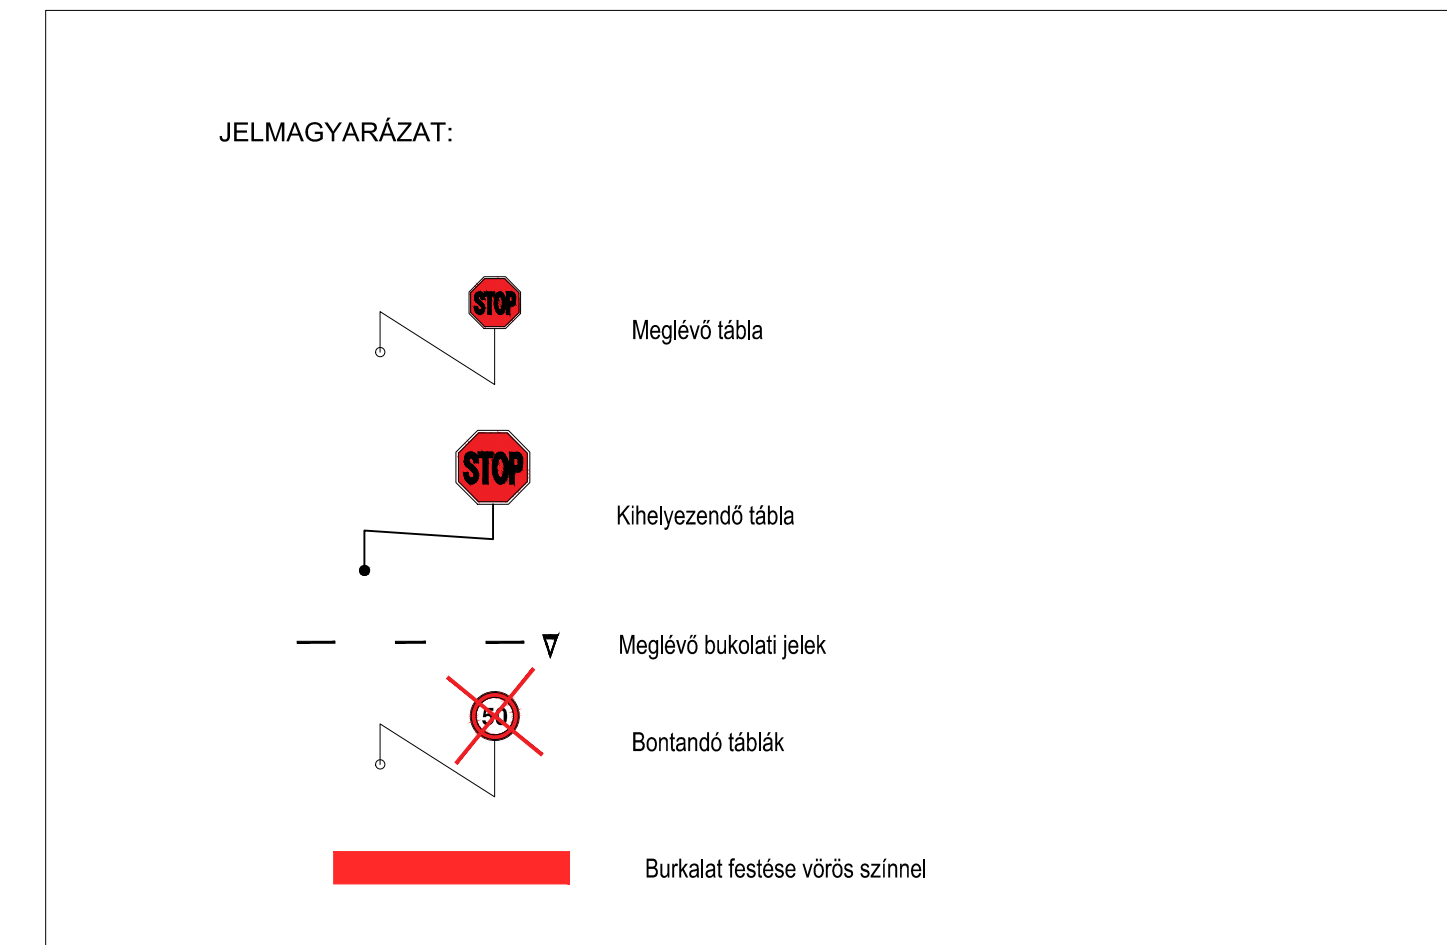 JELMAGYARÁZAT:
STOP
Meglévő tábla
STOP
Kihelyezendő tábla
Meglévő bukolati jelek
50
Bontandó táblák
Burkalat festése vörös színnel